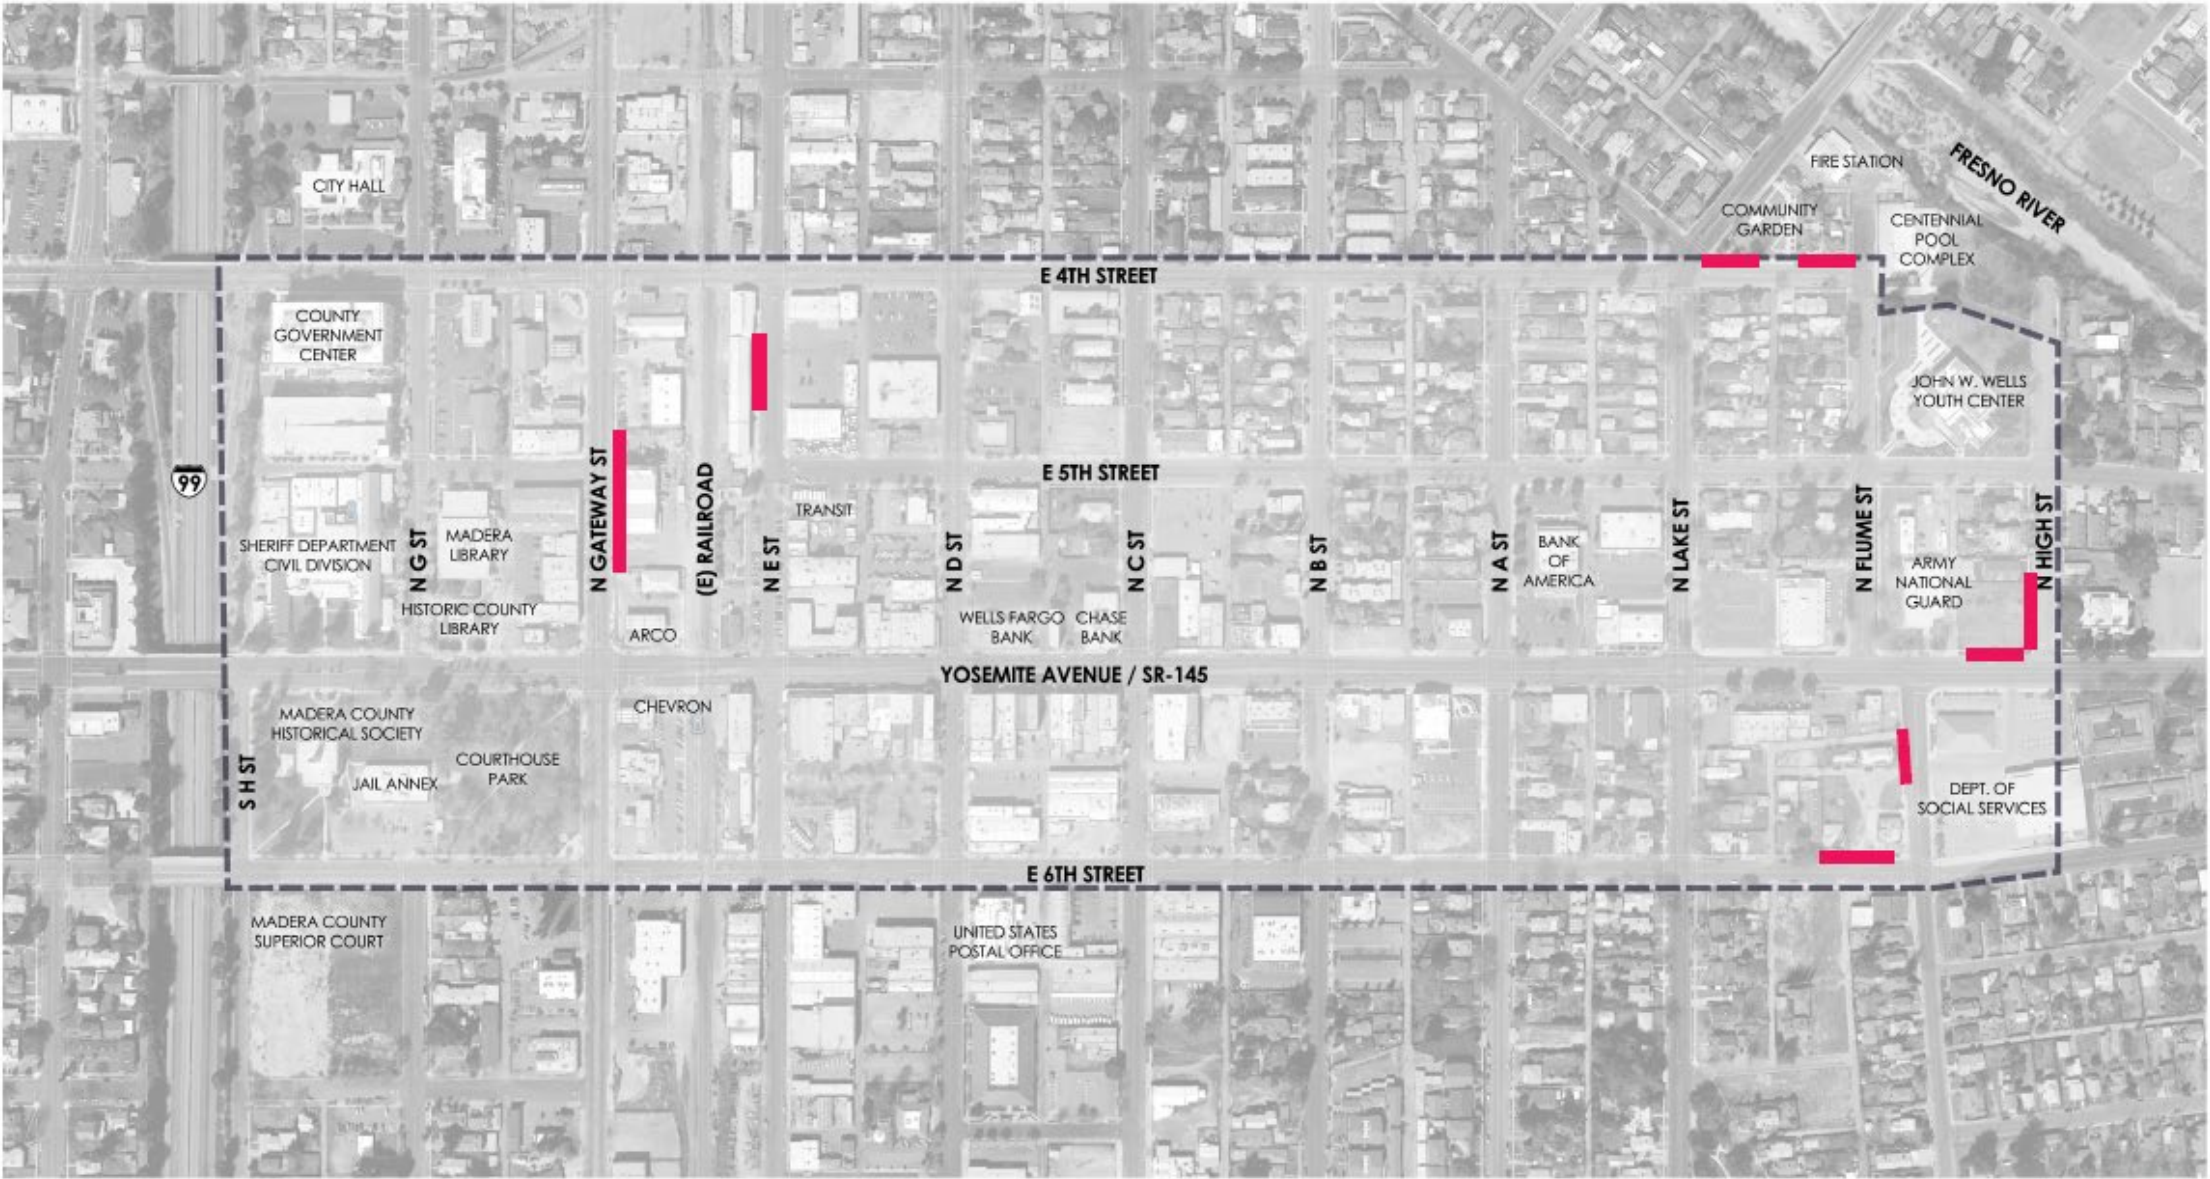 CITY HALL
FIRE STATION
FRESNO RIVER
COMMUNITY
GARDEN
CENTENNIAL
POOL
COMPLEX
E 4TH STREET
COUNTY
GOVERNMENT
CENTER
JOHN W. WELLS
YOUTH CENTER
99
E 5TH STREET
SHERIFF DEPARTMENT
CIVIL DIVISION
N G ST
MADERA
LIBRARY
HISTORIC COUNTY
LIBRARY
N GATEWAY ST
ARCO
(E) RAILROAD
N E ST
TRANSIT
N D ST
WELLS FARGO
BANK
CHASE
BANK
N C ST
N B ST
N A ST
BANK
OF
AMERICA
N LAKE ST
N FLUME ST
ARMY
NATIONAL
GUARD
N HIGH ST
YOSEMITE AVENUE / SR-145
S H ST
MADERA COUNTY
HISTORICAL SOCIETY
JAIL ANNEX
COURTHOUSE
PARK
CHEVRON
DEPT. OF
SOCIAL SERVICES
E 6TH STREET
MADERA COUNTY
SUPERIOR COURT
UNITED STATES
POSTAL OFFICE